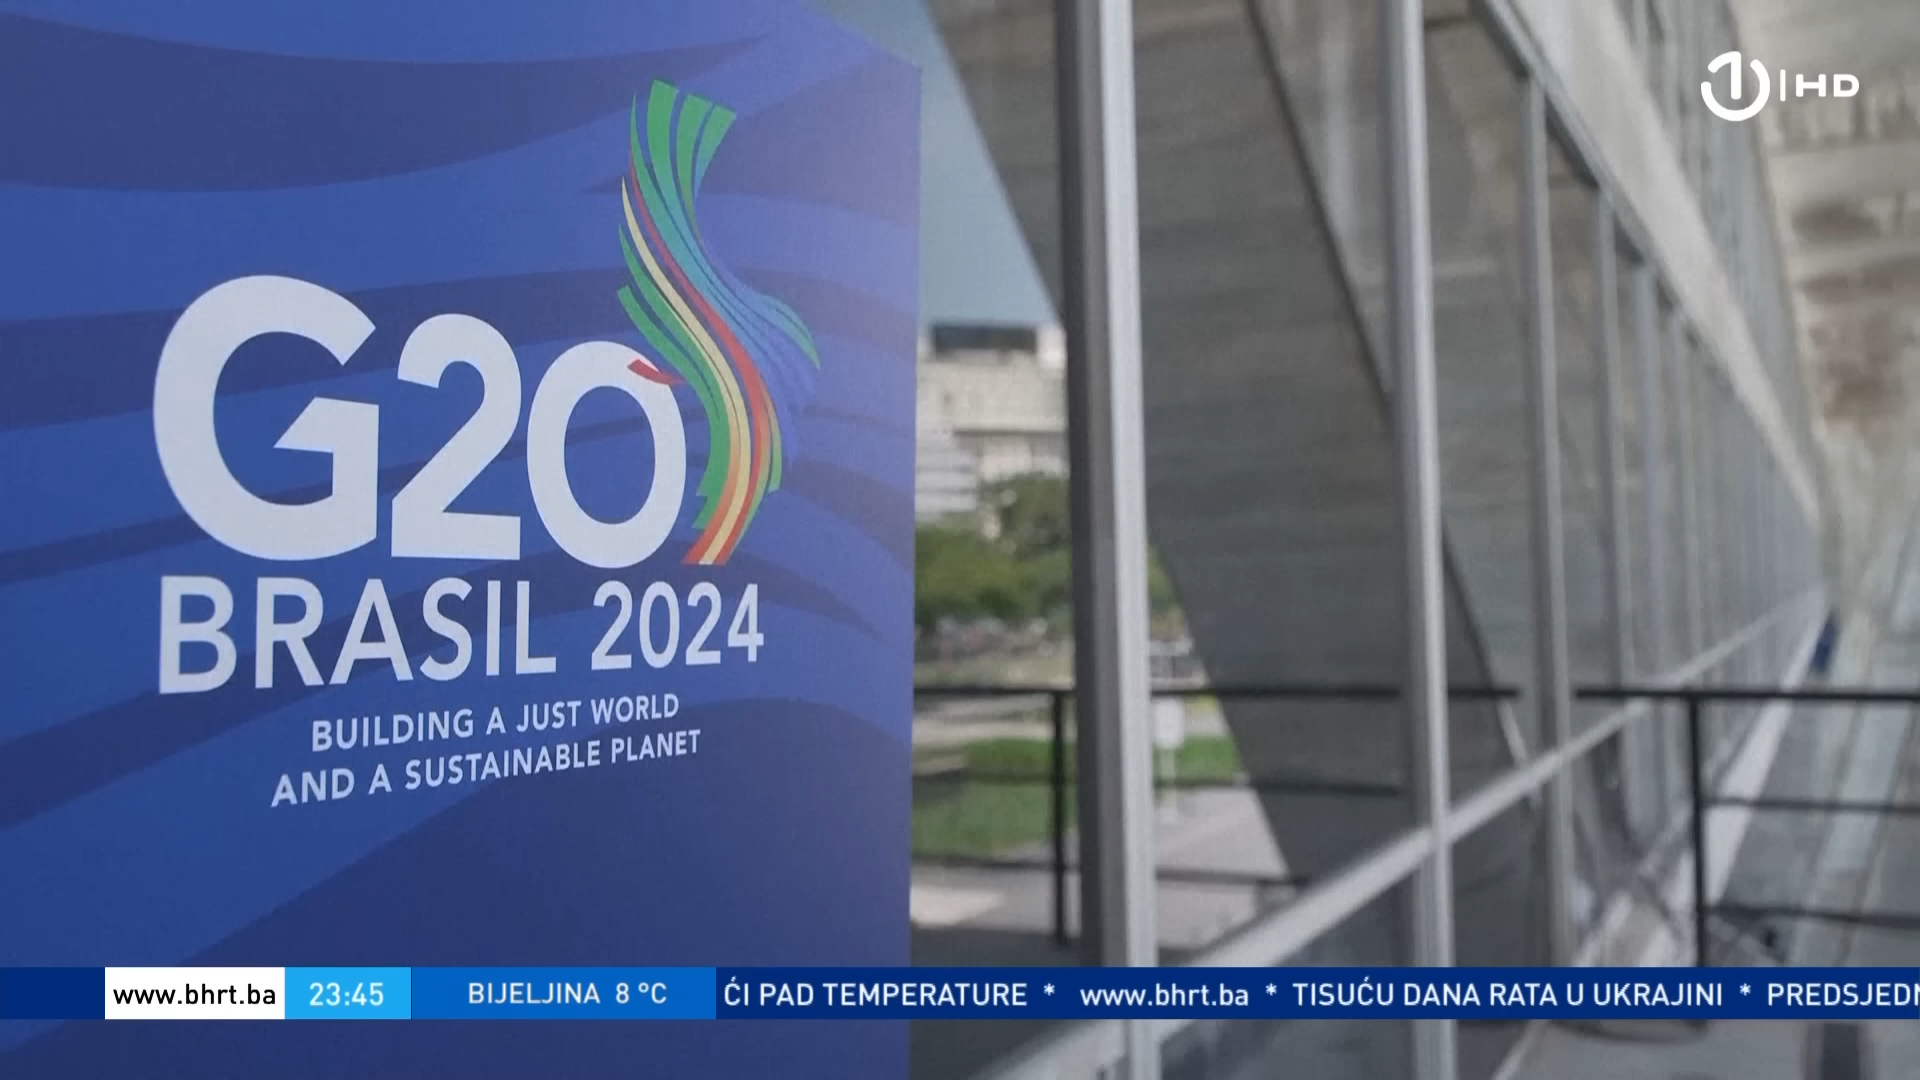 1 HD
G20
BRASIL 2024
BUILDING A JUST WORLD
AND A SUSTAINABLE PLANET
www.bhrt.ba 23:45 BIJELJINA 8 °C ĆI PAD TEMPERATURE * www.bhrt.ba * TISUĆU DANA RATA U UKRAJINI * PREDSJEDN